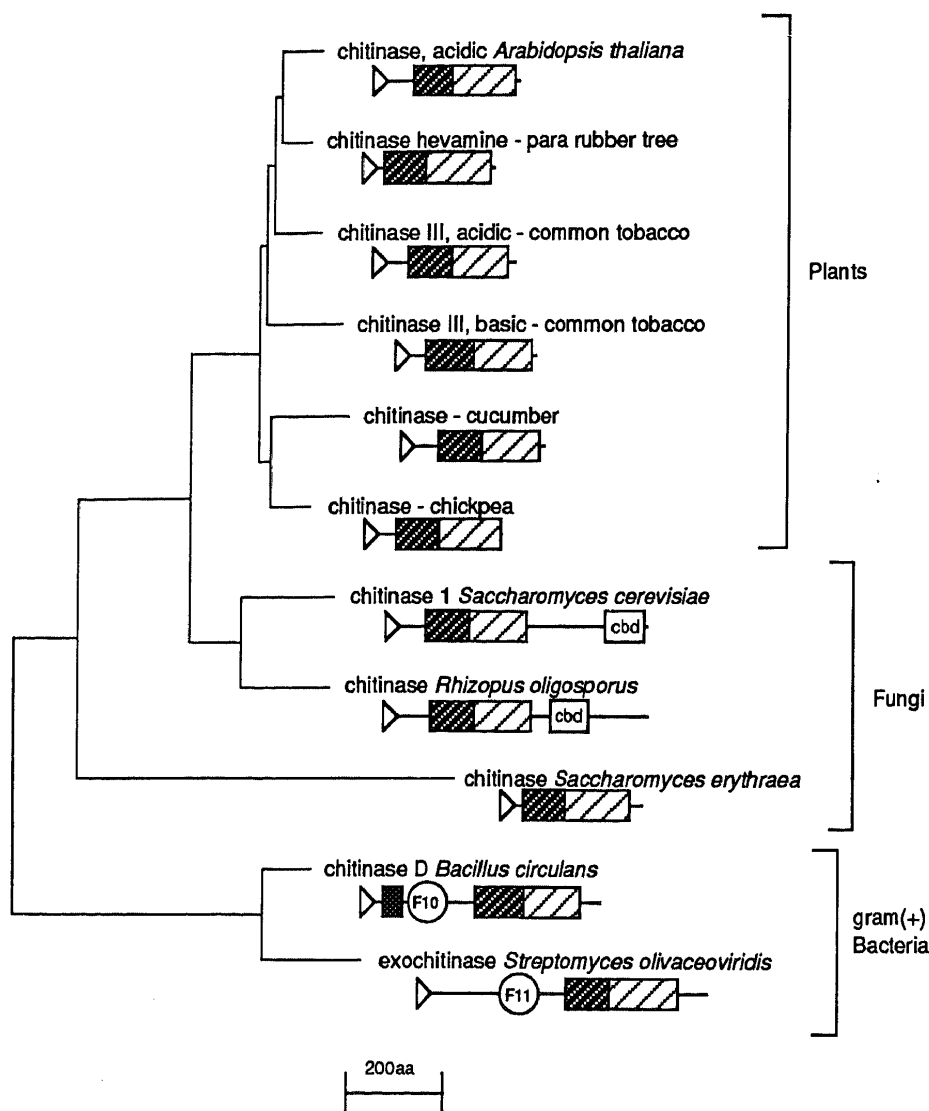 chitinase, acidic Arabidopsis thaliana
chitinase hevamine - para rubber tree
chitinase III, acidic - common tobacco
chitinase III, basic - common tobacco
chitinase - cucumber
chitinase - chickpea
Plants
chitinase 1 Saccharomyces cerevisiae
cbd
chitinase Rhizopus oligosporus
cbd
chitinase Saccharomyces erythraea
Fungi
chitinase D Bacillus circulans
F10
exochitinase Streptomyces olivaceoviridis
F11
gram(+)
Bacteria
200aa